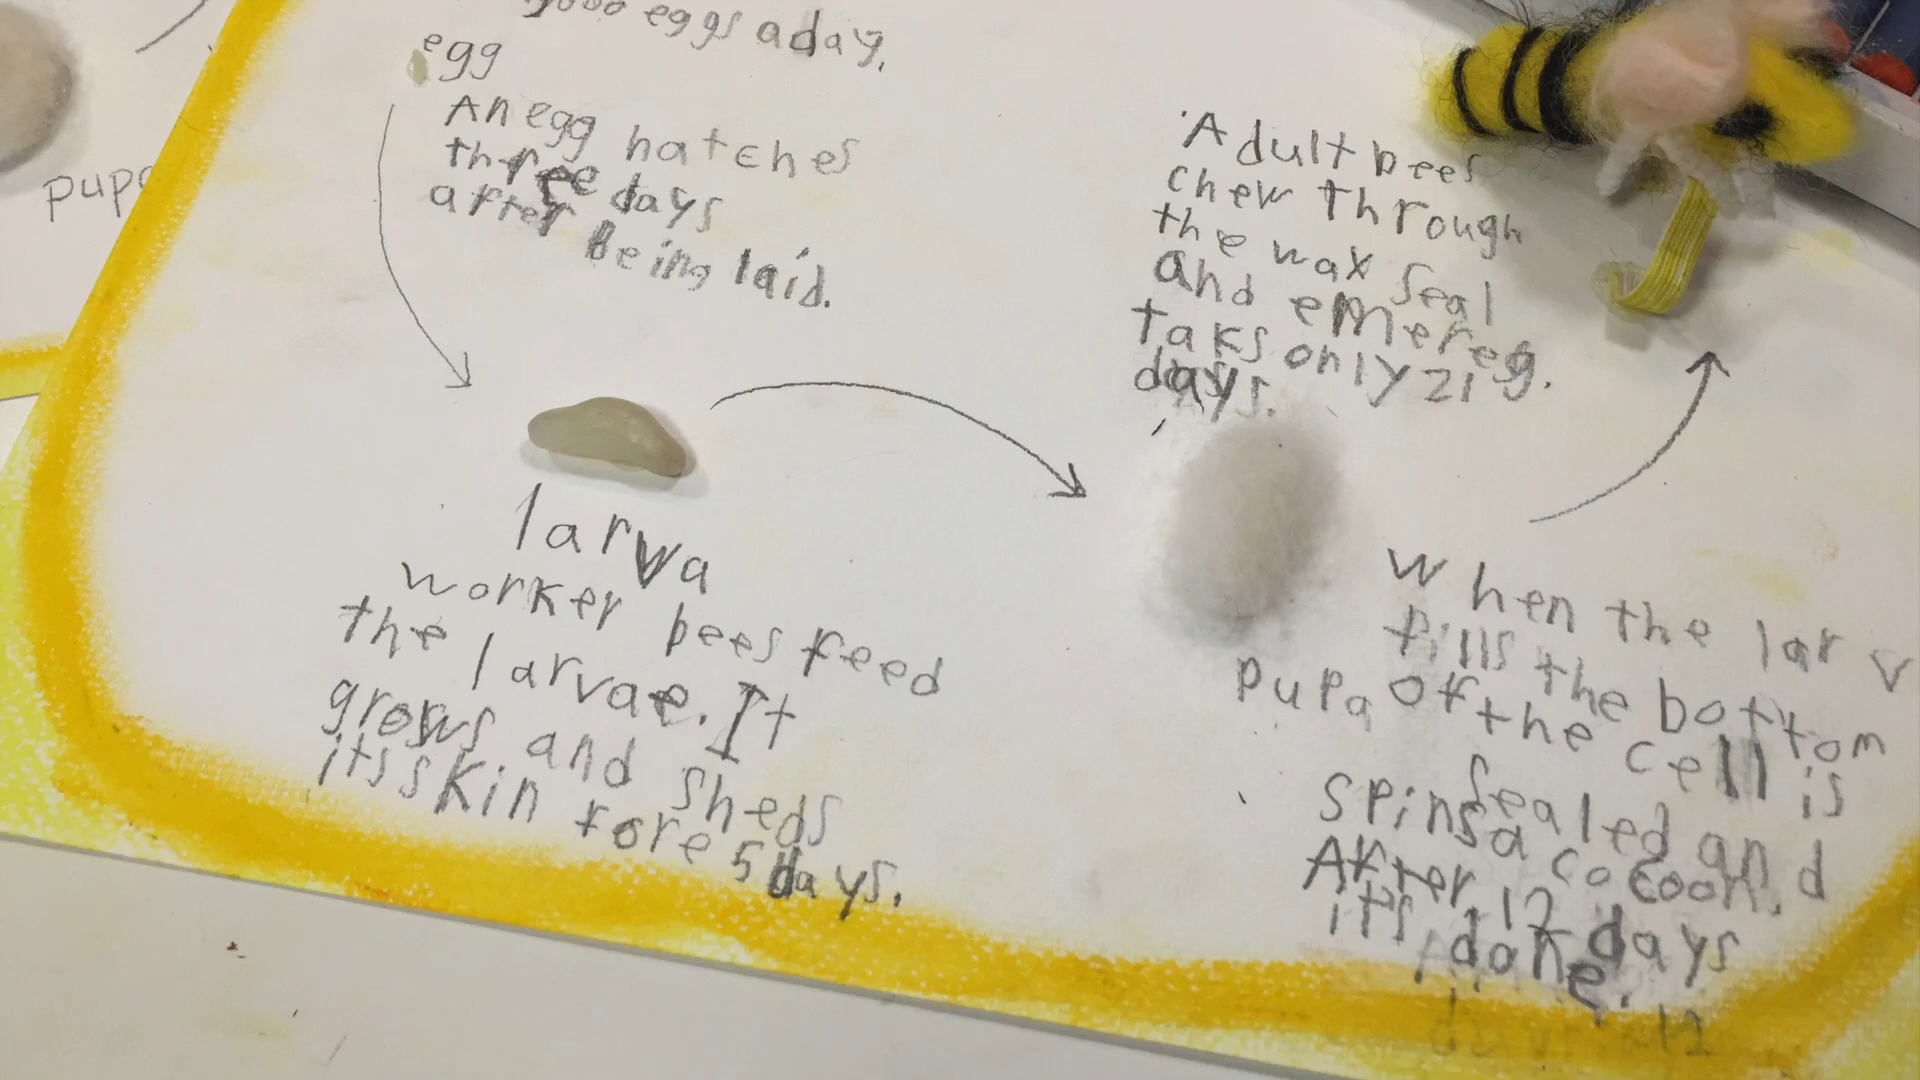 eggs a day.
egg
An egg hatches
three days
after being laid.
larva
worker bees feed
the larvae. It
grows and sheds
its skin fore 5 days.
Adult bees
chew through
the wax seal
and emereg.
taks only 21
days.
pupa
When the larv
fills the bottom
of the cell is
sealed and
spins a cocoon.
After 12 days
it's done.
pupa